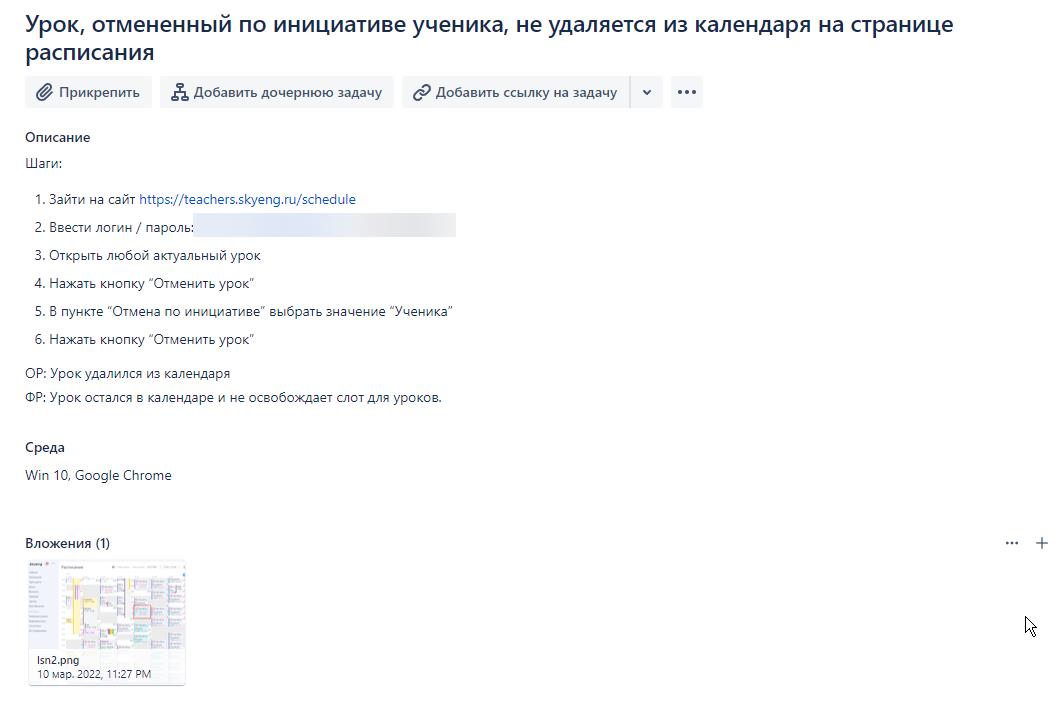 Урок, отмененный по инициативе ученика, не удаляется из календаря на странице
расписания
Прикрепить
Добавить дочернюю задачу
Добавить ссылку на задачу
Описание
Шаги:
1. Зайти на сайт https://teachers.skyeng.ru/schedule
2. Ввести логин / пароль:
3. Открыть любой актуальный урок
4. Нажать кнопку “Отменить урок”
5. В пункте “Отмена по инициативе” выбрать значение “Ученика”
6. Нажать кнопку “Отменить урок”
ОР: Урок удалился из календаря
ФР: Урок остался в календаре и не освобождает слот для уроков.
Среда
Win 10, Google Chrome
Вложения (1)
skyeng
Расписание
lsn2.png
10 мар. 2022, 11:27 PM